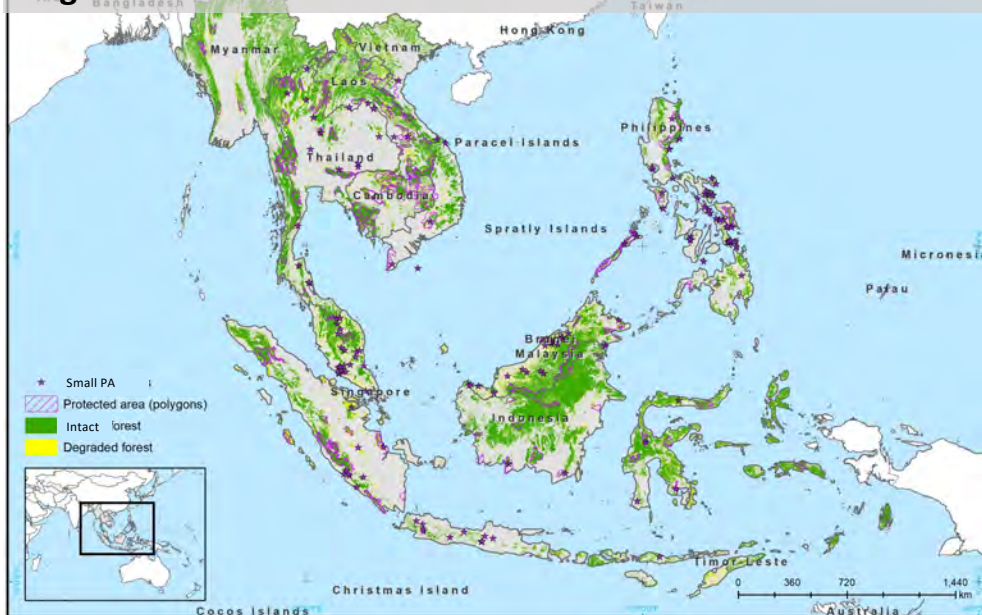 Bangladesh
Taiwan
Hong Kong
Myanmar
Vietnam
Laos
Philippines
Paracel Islands
Thailand
Cambodia
Spratly Islands
Micronesia
Palau
Brunei
Malaysia
Singapore
Indonesia
Small PA
Protected area (polygons)
Intact forest
Degraded forest
Timor-Leste
0 360 720 1,440
km
Christmas Island
Cocos Islands
Australia